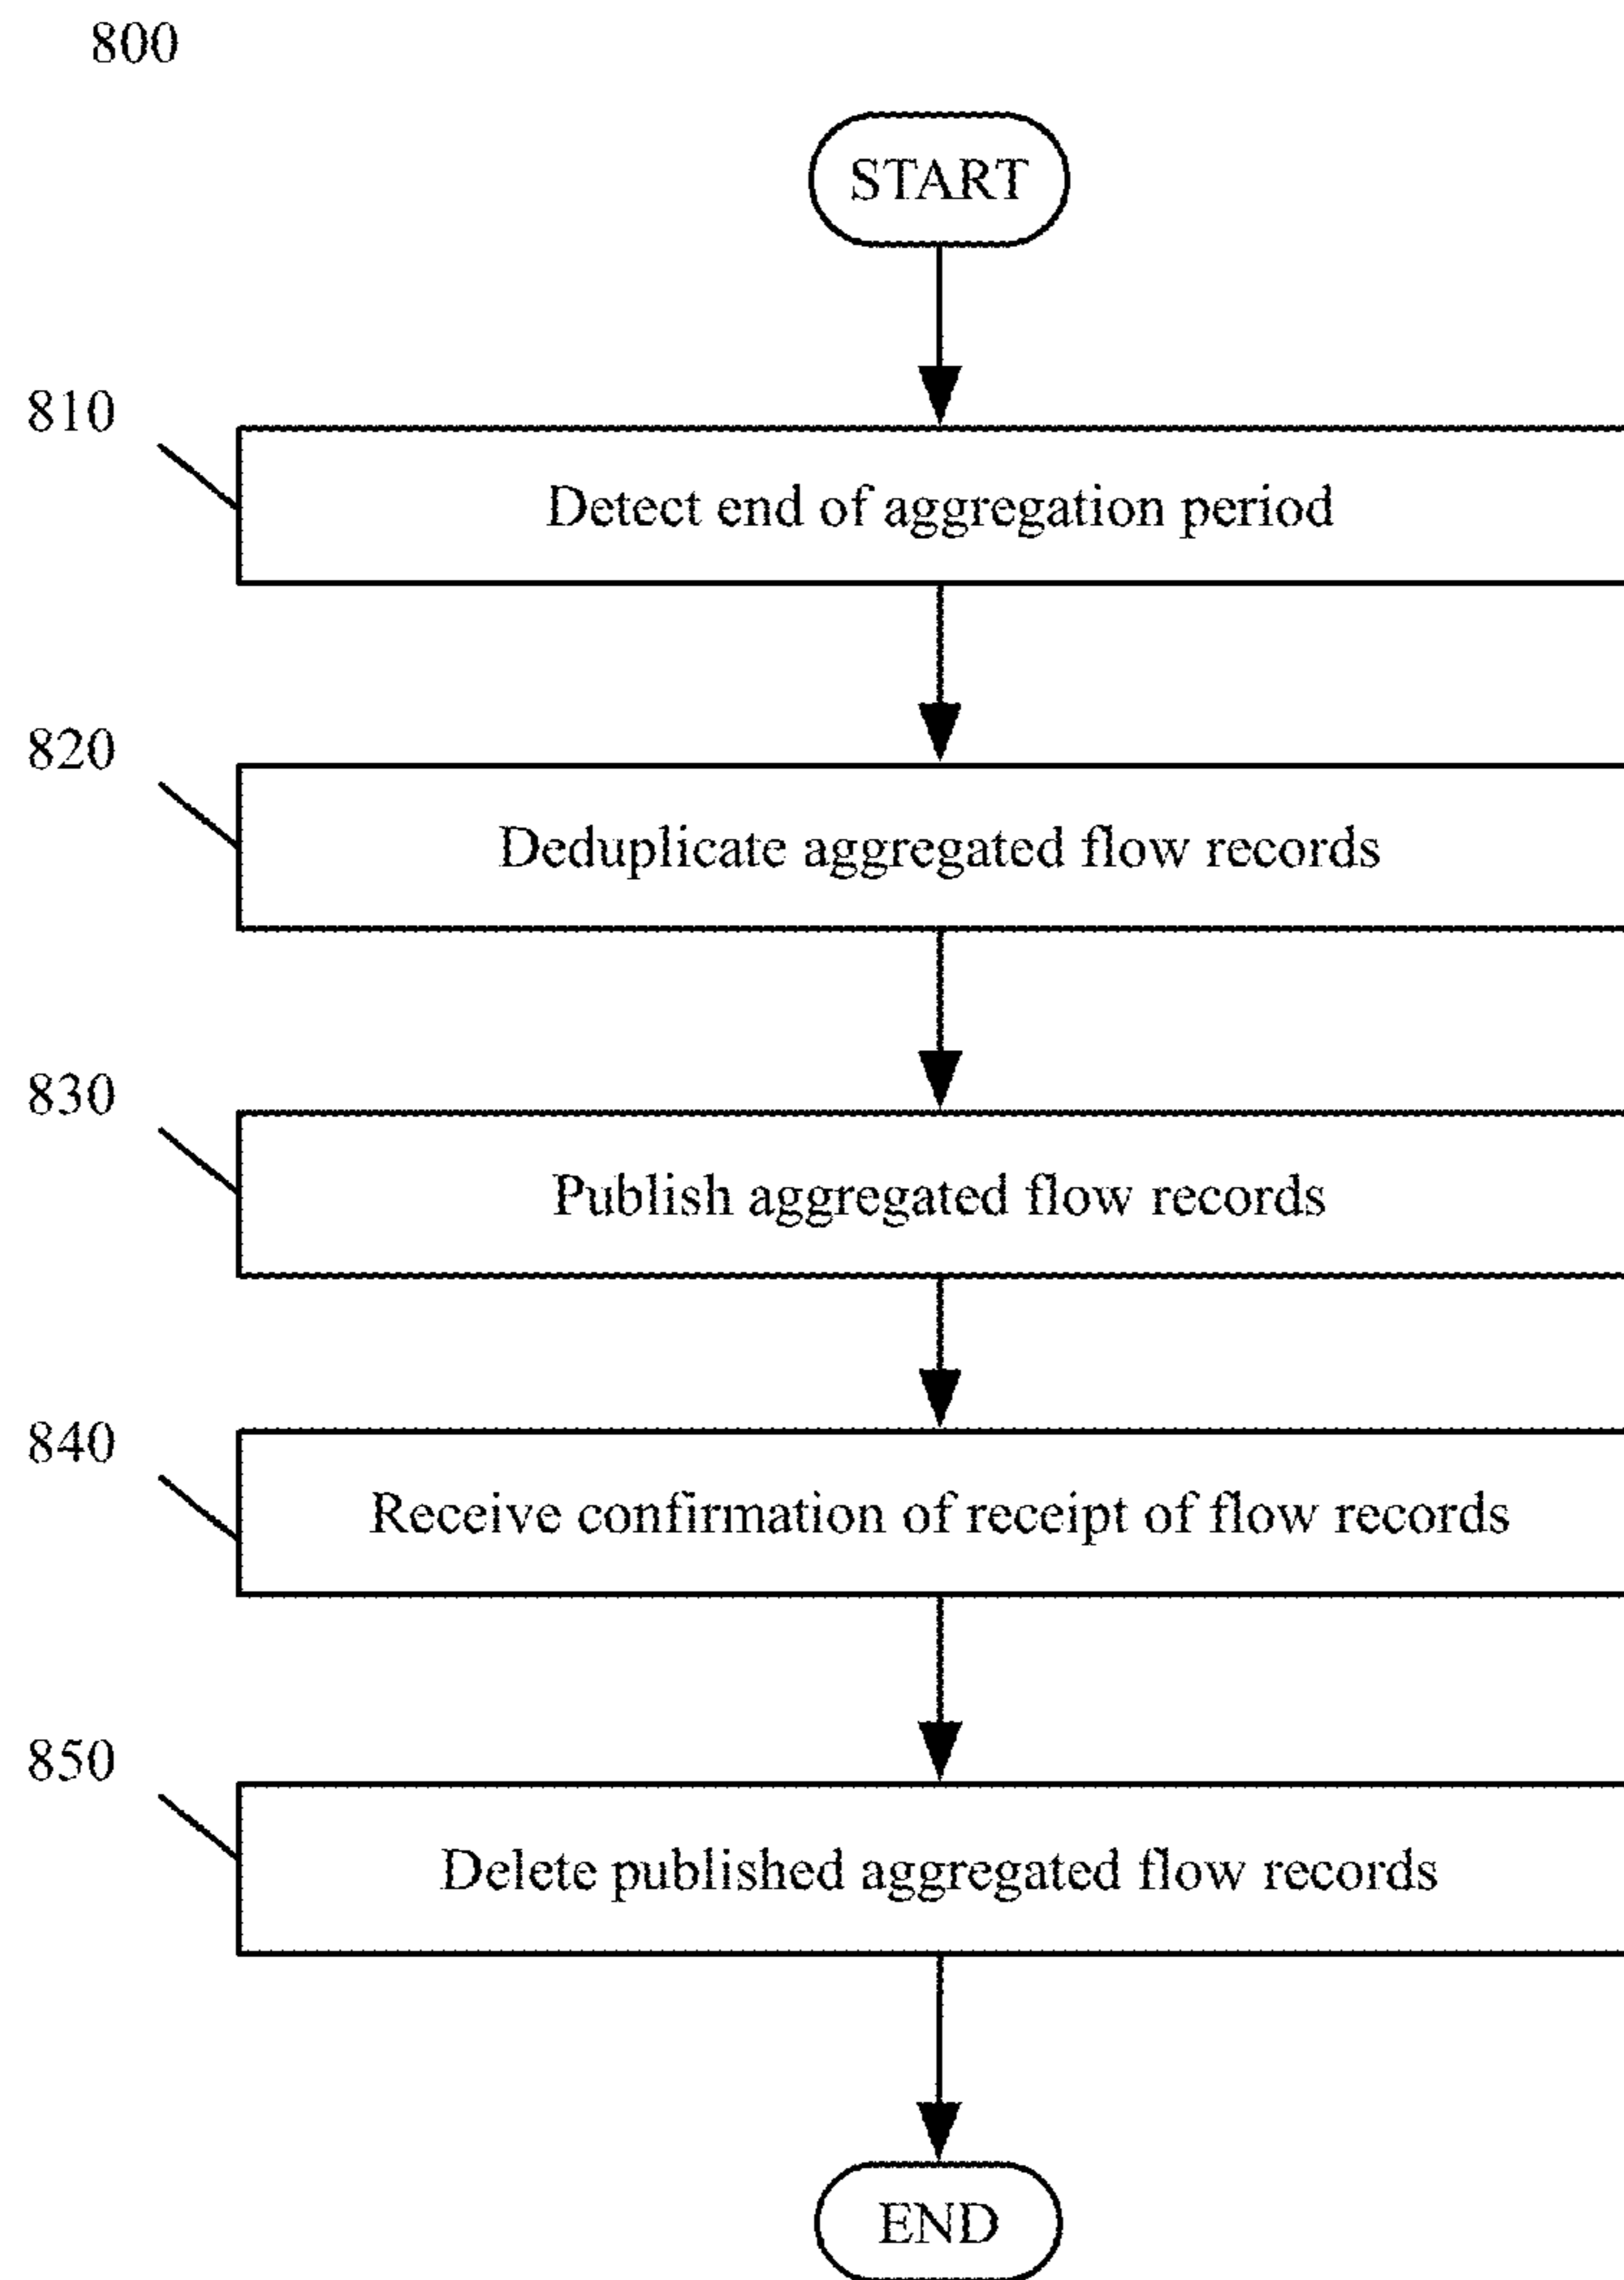 800
START
810
Detect end of aggregation period
820
Deduplicate aggregated flow records
830
Publish aggregated flow records
840
Receive confirmation of receipt of flow records
850
Delete published aggregated flow records
END